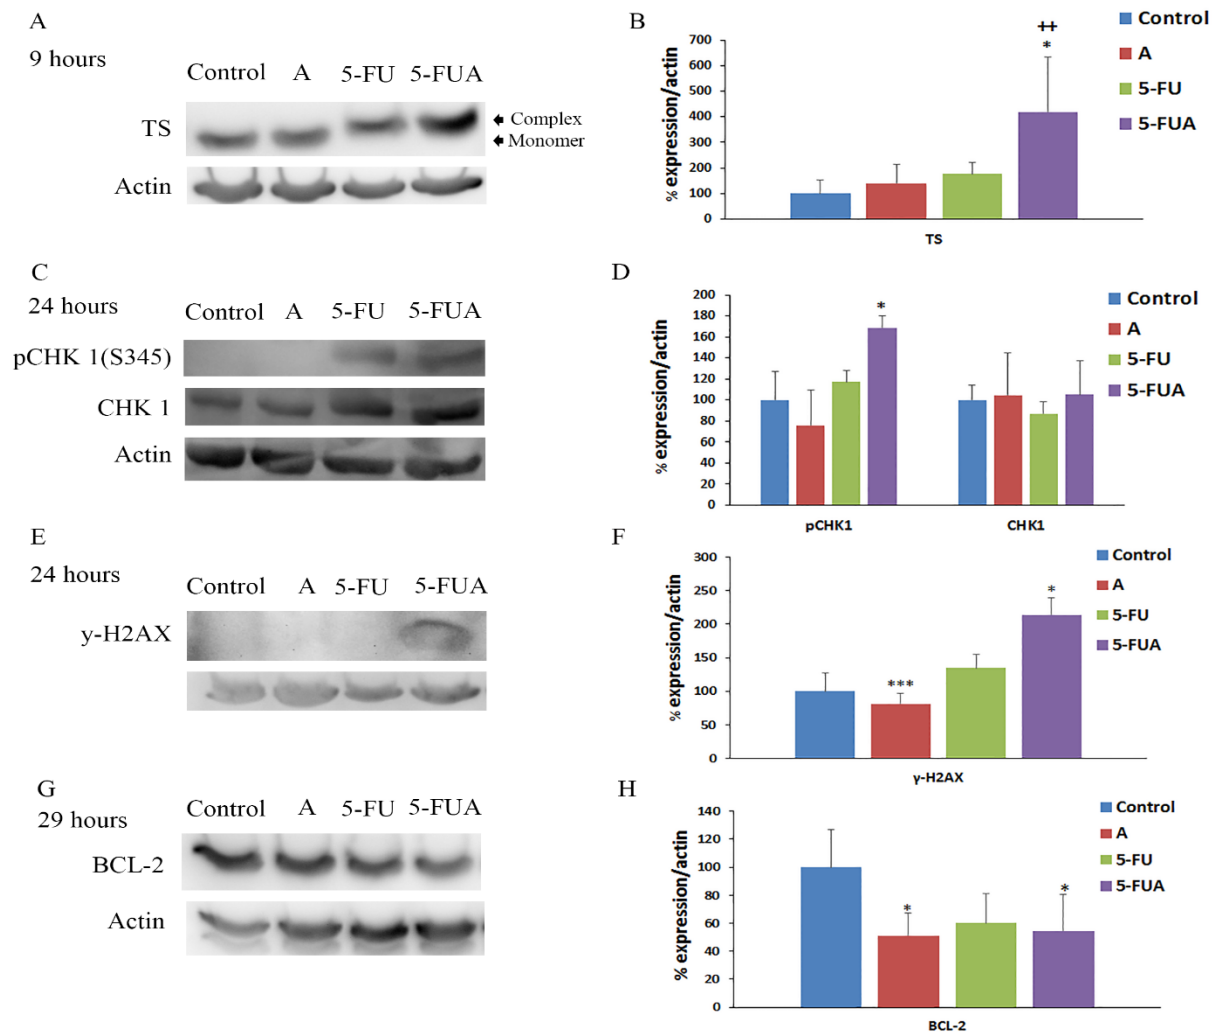 A
9 hours
Control A 5-FU 5-FUA
TS
Complex
Monomer
Actin
B
% expression/actin
700
600
500
400
300
200
100
0
++
*
TS
Control
A
5-FU
5-FUA
C
24 hours
Control A 5-FU 5-FUA
pCHK 1(S345)
CHK 1
Actin
D
% expression/actin
200
180
160
140
120
100
80
60
40
20
0
*
pCHK1 CHK1
Control
A
5-FU
5-FUA
E
24 hours
Control A 5-FU 5-FUA
y-H2AX
F
% expression/actin
300
250
200
150
100
50
0
***
*
γ-H2AX
Control
A
5-FU
5-FUA
G
29 hours
Control A 5-FU 5-FUA
BCL-2
Actin
H
% expression/actin
140
120
100
80
60
40
20
0
*
*
BCL-2
Control
A
5-FU
5-FUA